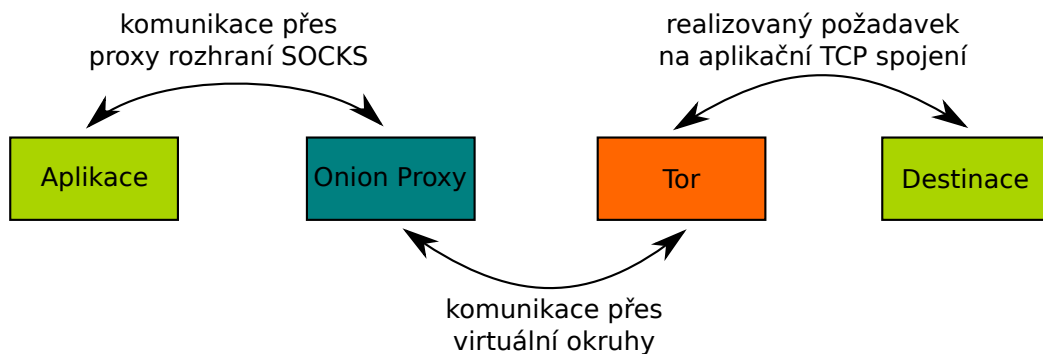 komunikace přes
proxy rozhraní SOCKS
realizovaný požadavek
na aplikační TCP spojení
Aplikace
Onion Proxy
Tor
Destinace
komunikace přes
virtuální okruhy